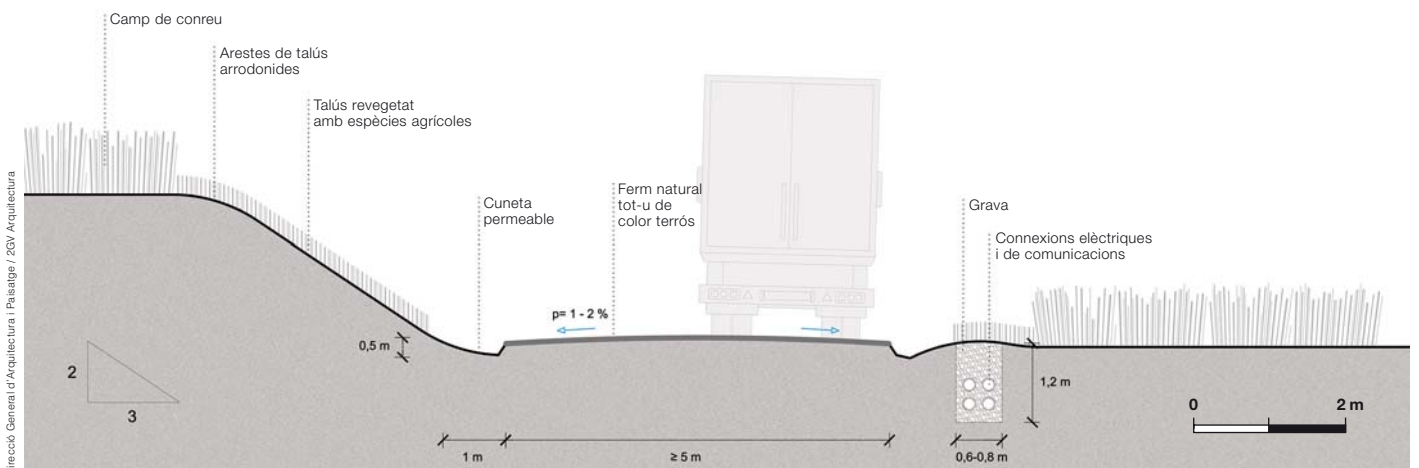 Camp de conreu
Arestes de talús
arrodonides
Talús revegetat
amb espècies agrícoles
Cuneta
permeable
Ferm natural
tot-u de
color terrós
Grava
Connexions elèctriques
i de comunicacions
p= 1 - 2 %
0,5 m
2
3
1,2 m
0
2 m
1 m
≥ 5 m
0,6-0,8 m
irecció General d'Arquitectura i Paisatge / 2GV Arquitectura